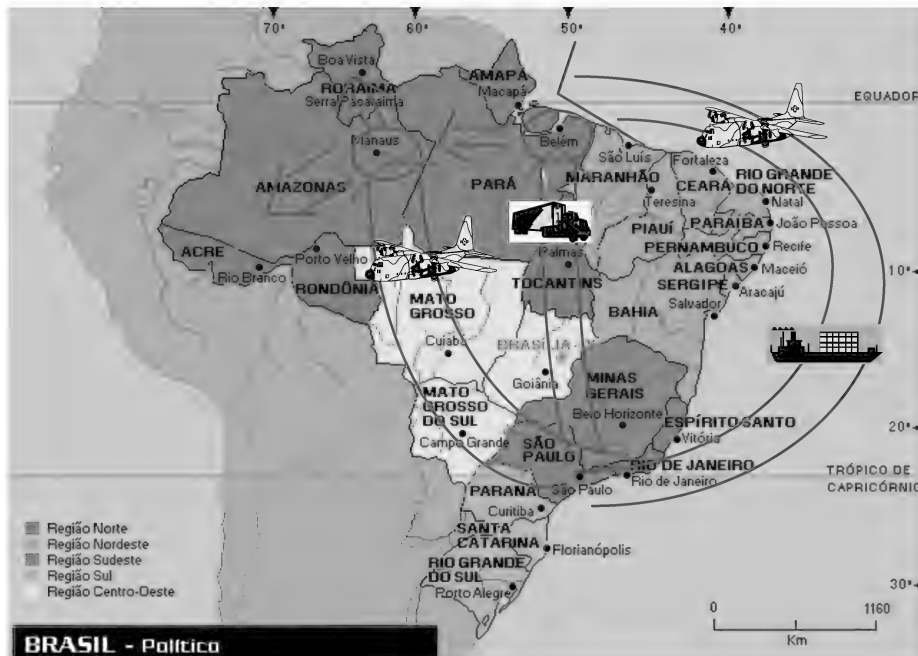 70°
60°
50°
40°
Boa Vista
RORAIMA
Serra Pacaraima
AMAPÁ
Macapá
EQUADOR
Manaus
Belém
São Luís
Fortaleza
AMAZONAS
PARÁ
MARANHÃO
Teresina
CEARÁ
RIO GRANDE
DO NORTE
Natal
PIAUÍ
PARAÍBA
João Pessoa
ACRE
Porto Velho
Palmas
PERNAMBUCO
Recife
Rio Branco
RONDÔNIA
TOCANTINS
ALAGOAS
Maceió
10°
SERGIPE
Aracajú
MATO
GROSSO
BAHIA
Salvador
Cuiabá
BRASÍLIA
Goiânia
MINAS
GERAIS
MATO
GROSSO
DO SUL
Belo Horizonte
ESPÍRITO SANTO
20°
Campo Grande
SÃO
PAULO
Vitória
RIO DE JANEIRO
TRÓPICO DE
CAPRICÓRNIO
São Paulo
Rio de Janeiro
PARANÁ
Curitiba
SANTA
CATARINA
Florianópolis
RIO GRANDE
DO SUL
Porto Alegre
30°
Região Norte
Região Nordeste
Região Sudeste
Região Sul
Região Centro-Oeste
0
1160
Km
BRASIL - Político